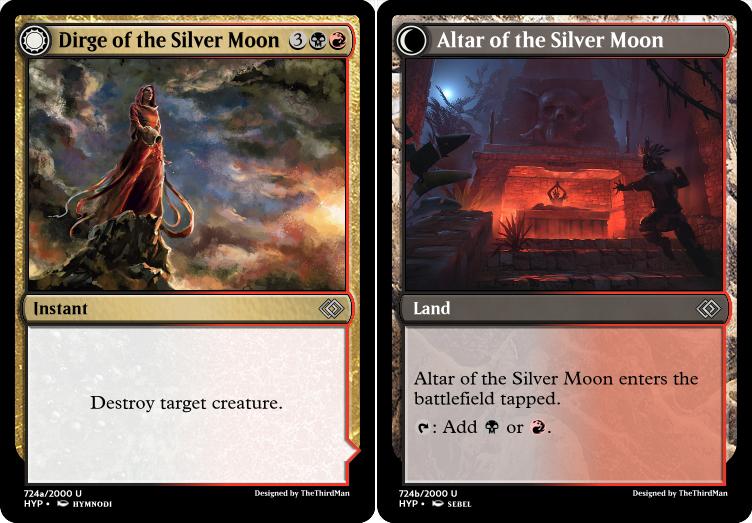 Dirge of the Silver Moon 3
Instant
Destroy target creature.
724a/2000 U
HYP • HYMNODI
Designed by TheThirdMan
Altar of the Silver Moon
Land
Altar of the Silver Moon enters the
battlefield tapped.
: Add or .
724b/2000 U
HYP • SEBEL
Designed by TheThirdMan